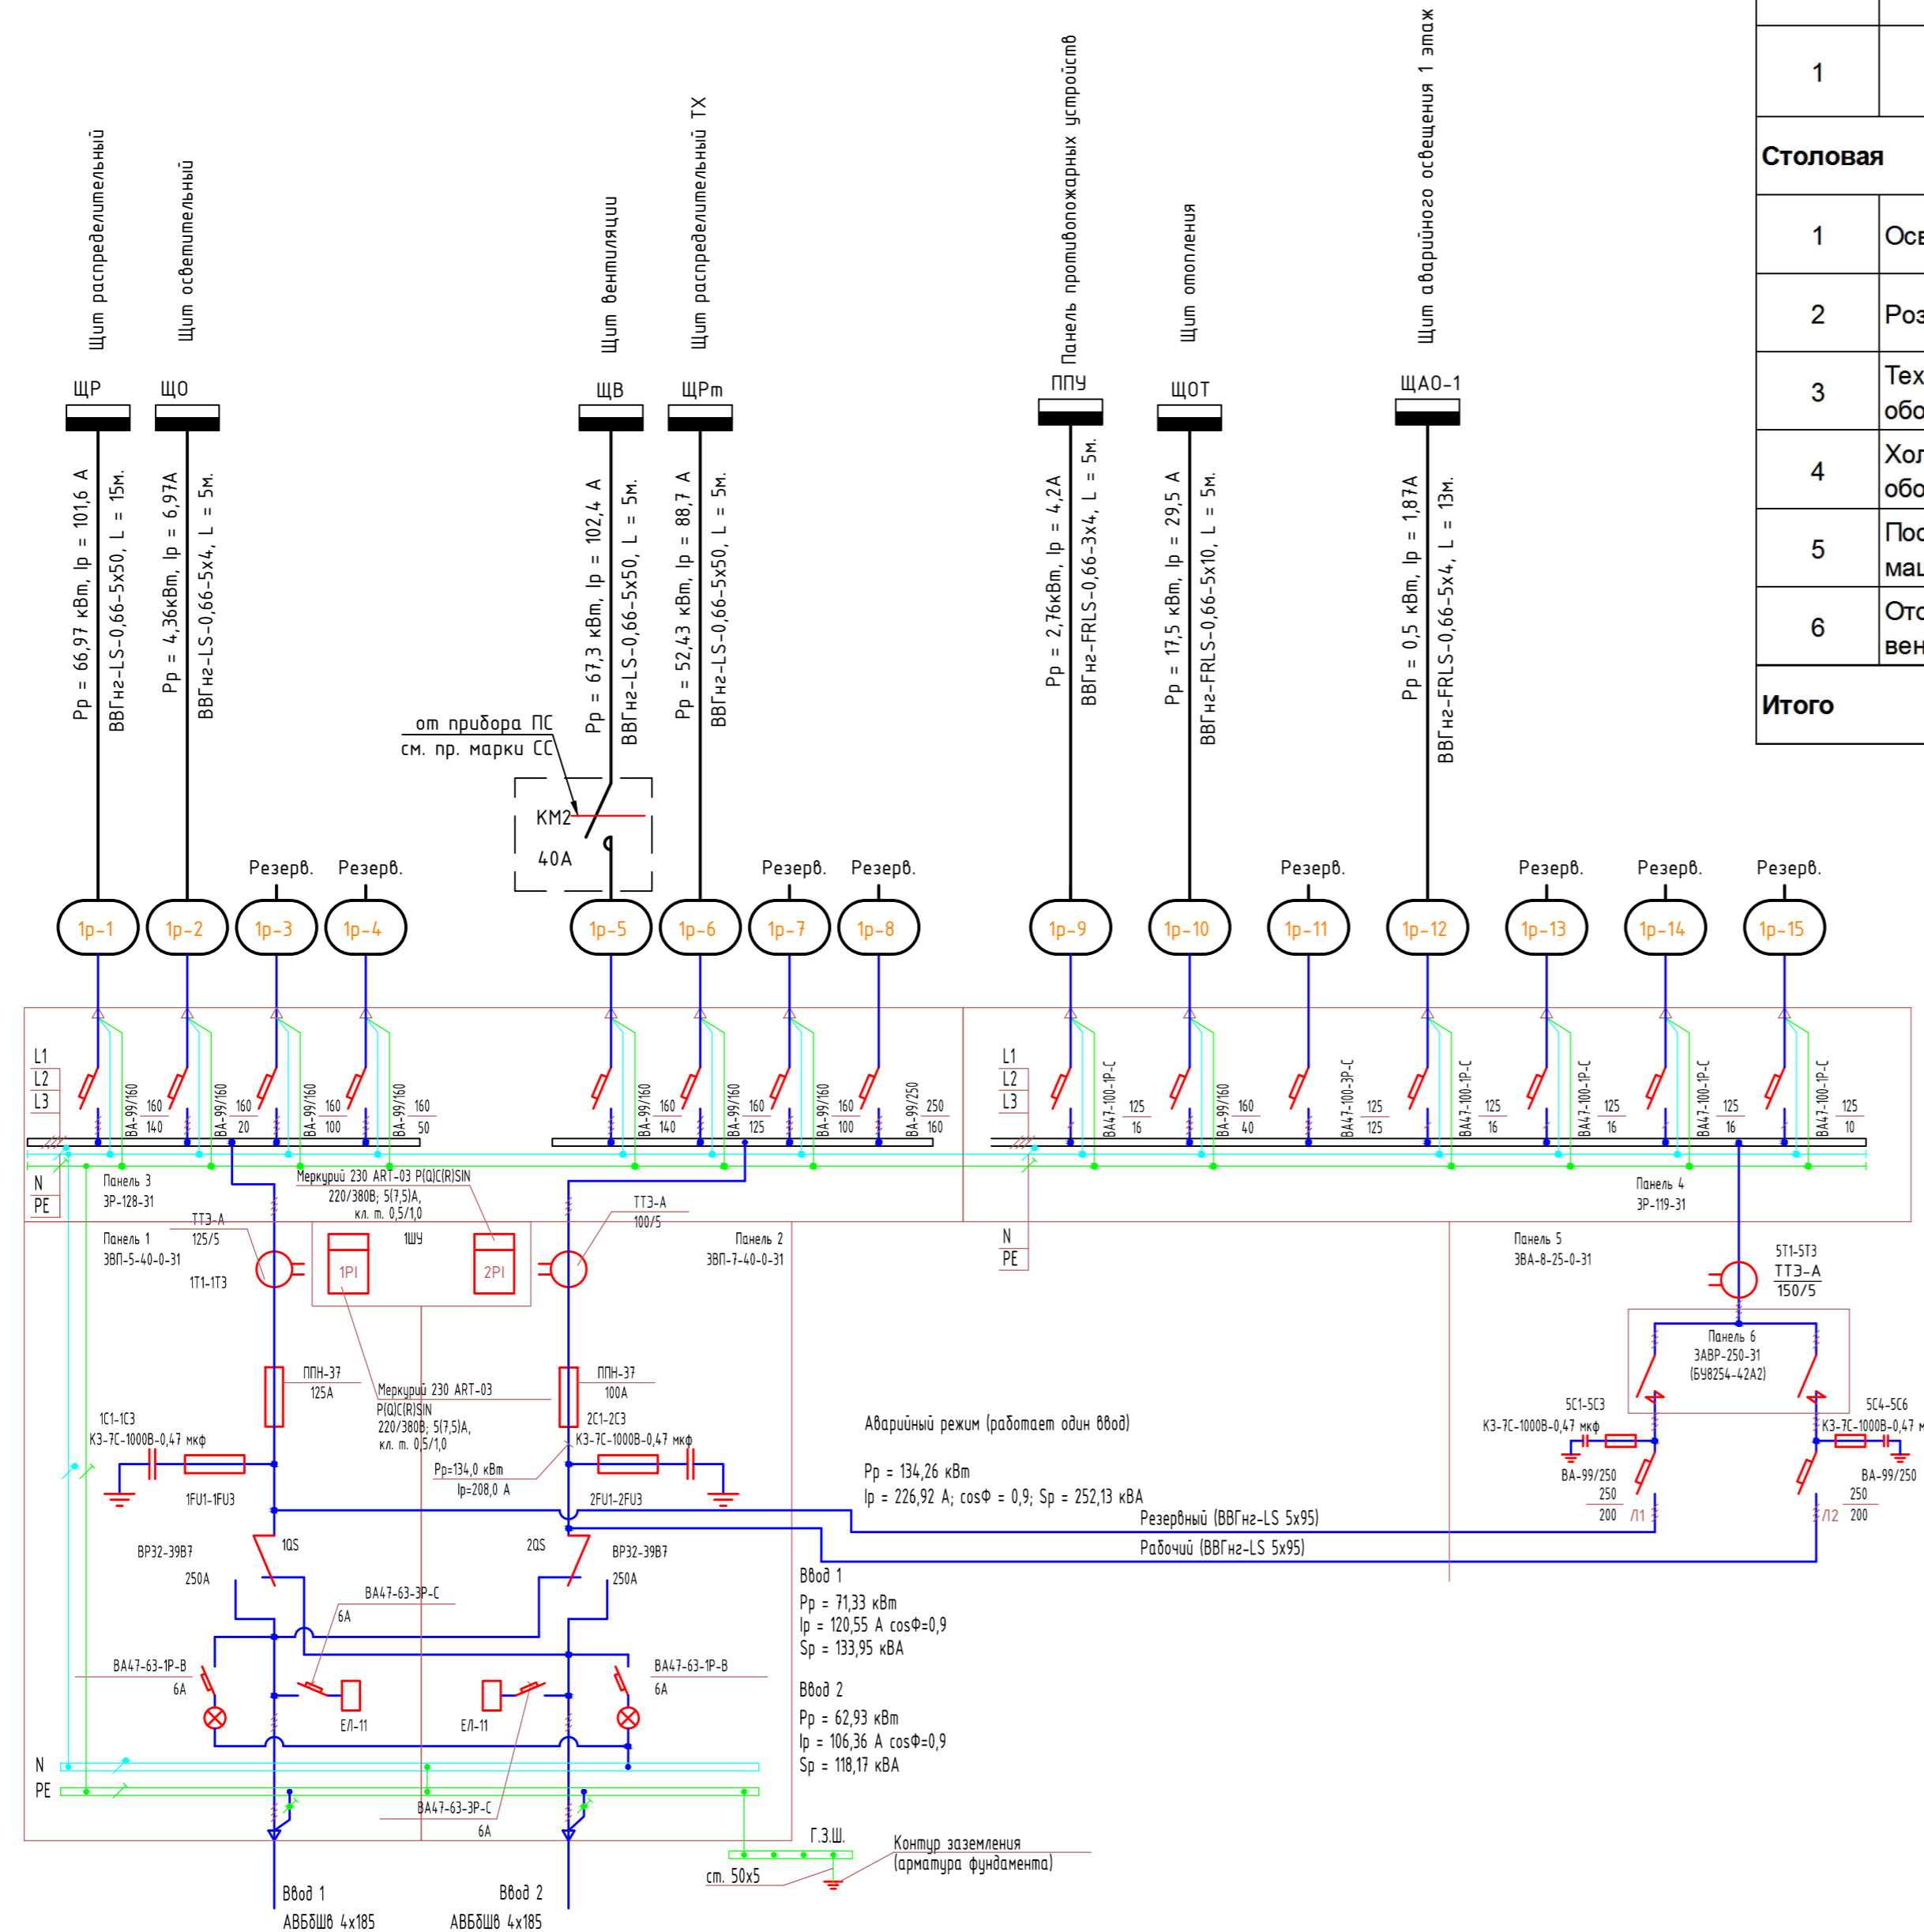 Щит распределительный
Щит осветительный
Щит вентиляции
Щит распределительный ТХ
Панель противопожарных устройств
Щит отопления
Щит аварийного освещения 1 этаж
ЩР
ЩО
ЩВ
ЩРт
ППУ
ЩОТ
ЩАО-1
Рр = 66,97 кВт, Iр = 101,6 А
ВВГнг-LS-0,66-5х50, L = 15м.
Рр = 4,36кВт, Iр = 6,97А
ВВГнг-LS-0,66-5х4, L = 5м.
Рр = 67,3 кВт, Iр = 102,4 А
ВВГнг-LS-0,66-5х50, L = 5м.
Рр = 52,43 кВт, Iр = 88,7 А
ВВГнг-LS-0,66-5х50, L = 5м.
Рр = 2,76кВт, Iр = 4,2А
ВВГнг-FRLS-0,66-3х4, L = 5м.
Рр = 17,5 кВт, Iр = 29,5 А
ВВГнг-FRLS-0,66-5х10, L = 5м.
Рр = 0,5 кВт, Iр = 1,87А
ВВГнг-FRLS-0,66-5х4, L = 13м.
1
Столовая
1
2
3
4
5
6
Итого
от прибора ПС
см. пр. марки СС
КМ2
40А
Резерв.
Резерв.
Резерв.
Резерв.
Резерв.
Резерв.
Резерв.
Резерв.
1р-1
1р-2
1р-3
1р-4
1р-5
1р-6
1р-7
1р-8
1р-9
1р-10
1р-11
1р-12
1р-13
1р-14
1р-15
L1
L2
L3
ВА-99/160
160
140
ВА-99/160
160
20
ВА-99/160
160
100
ВА-99/160
160
50
ВА-99/160
160
140
ВА-99/160
160
125
ВА-99/160
160
100
ВА-99/250
250
160
L1
L2
L3
ВА47-100-1Р-С
125
16
ВА-99/160
160
40
ВА47-100-3Р-С
125
125
ВА47-100-1Р-С
125
16
ВА47-100-1Р-С
125
16
ВА47-100-1Р-С
125
16
ВА47-100-1Р-С
125
10
N
PE
Панель 3
3Р-128-31
Меркурий 230 ART-03 P(Q)C(R)SIN
220/380В; 5(7,5)А,
кл. т. 0,5/1,0
Панель 4
3Р-119-31
N
PE
Панель 1
3ВП-5-40-0-31
ТТЭ-А
125/5
1Т1-1Т3
1ШУ
1PI
2PI
ТТЭ-А
100/5
Панель 2
3ВП-7-40-0-31
Панель 5
3ВА-8-25-0-31
5Т1-5Т3
ТТЭ-А
150/5
Панель 6
3АВР-250-31
(БУ8254-42А2)
ППН-37
125А
Меркурий 230 ART-03
P(Q)C(R)SIN
220/380В; 5(7,5)А,
кл. т. 0,5/1,0
ППН-37
100А
1С1-1С3
К3-7С-1000В-0,47 мкф
1FU1-1FU3
Рр=134,0 кВт
Iр=208,0 А
2С1-2С3
К3-7С-1000В-0,47 мкф
2FU1-2FU3
Аварийный режим (работает один ввод)
Рр = 134,26 кВт
Iр = 226,92 А; cosФ = 0,9; Sр = 252,13 кВА
5С1-5С3
К3-7С-1000В-0,47 мкф
5С4-5С6
К3-7С-1000В-0,47
ВА-99/250
250
200
Л1
Л2
ВА-99/250
250
200
Резервный (ВВГнг-LS 5х95)
Рабочий (ВВГнг-LS 5х95)
ВР32-39В7
250А
1QS
2QS
ВР32-39В7
250А
ВА47-63-3Р-С
6А
ВА47-63-1Р-В
6А
ЕЛ-11
ЕЛ-11
ВА47-63-1Р-В
6А
Ввод 1
Рр = 71,33 кВт
Iр = 120,55 А cosФ=0,9
Sр = 133,95 кВА
Ввод 2
Рр = 62,93 кВт
Iр = 106,36 А cosФ=0,9
Sр = 118,17 кВА
N
PE
ВА47-63-3Р-С
6А
Г.З.Ш.
ст. 50х5
Контур заземления
(арматура фундамента)
Ввод 1
АВБбШв 4х185
Ввод 2
АВБбШв 4х185